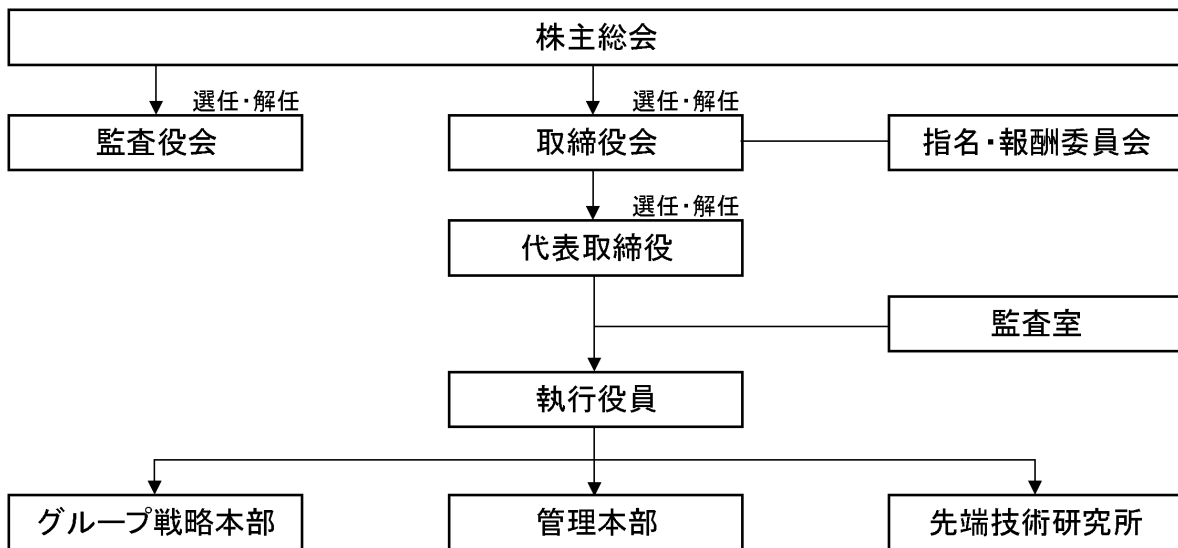 株主総会
選任・解任
選任・解任
監査役会
取締役会
指名・報酬委員会
選任・解任
代表取締役
監査室
執行役員
グループ戦略本部
管理本部
先端技術研究所